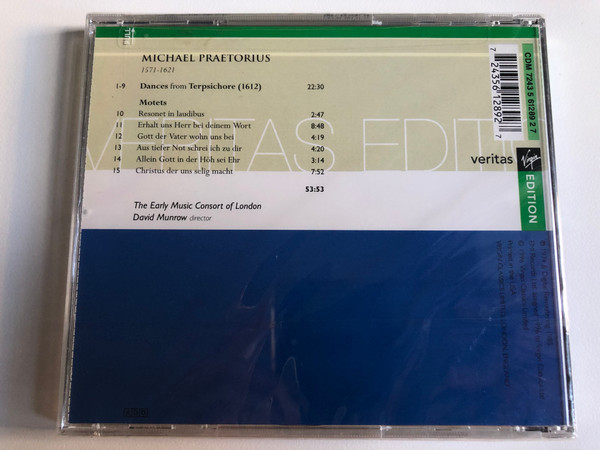 MICHAEL PRAETORIUS
1571-1621
1-9 Dances from Terpsichore (1612) 22:30
Motets
10 Resonet in laudibus 2:47
11 Erhalt uns Herr bei deinem Wort 8:48
12 Gott der Vater wohn uns bei 4:19
13 Aus tiefer Not schrei ich zu dir 4:20
14 Allein Gott in der Höh sei Ehr 3:14
15 Christus der uns selig macht 7:52
53:53
The Early Music Consort of London
David Munrow director
VERITAS EDIT
veritas Virgin EDITION
CDM 7243 5 61289 2 7
7 24356 12892 7